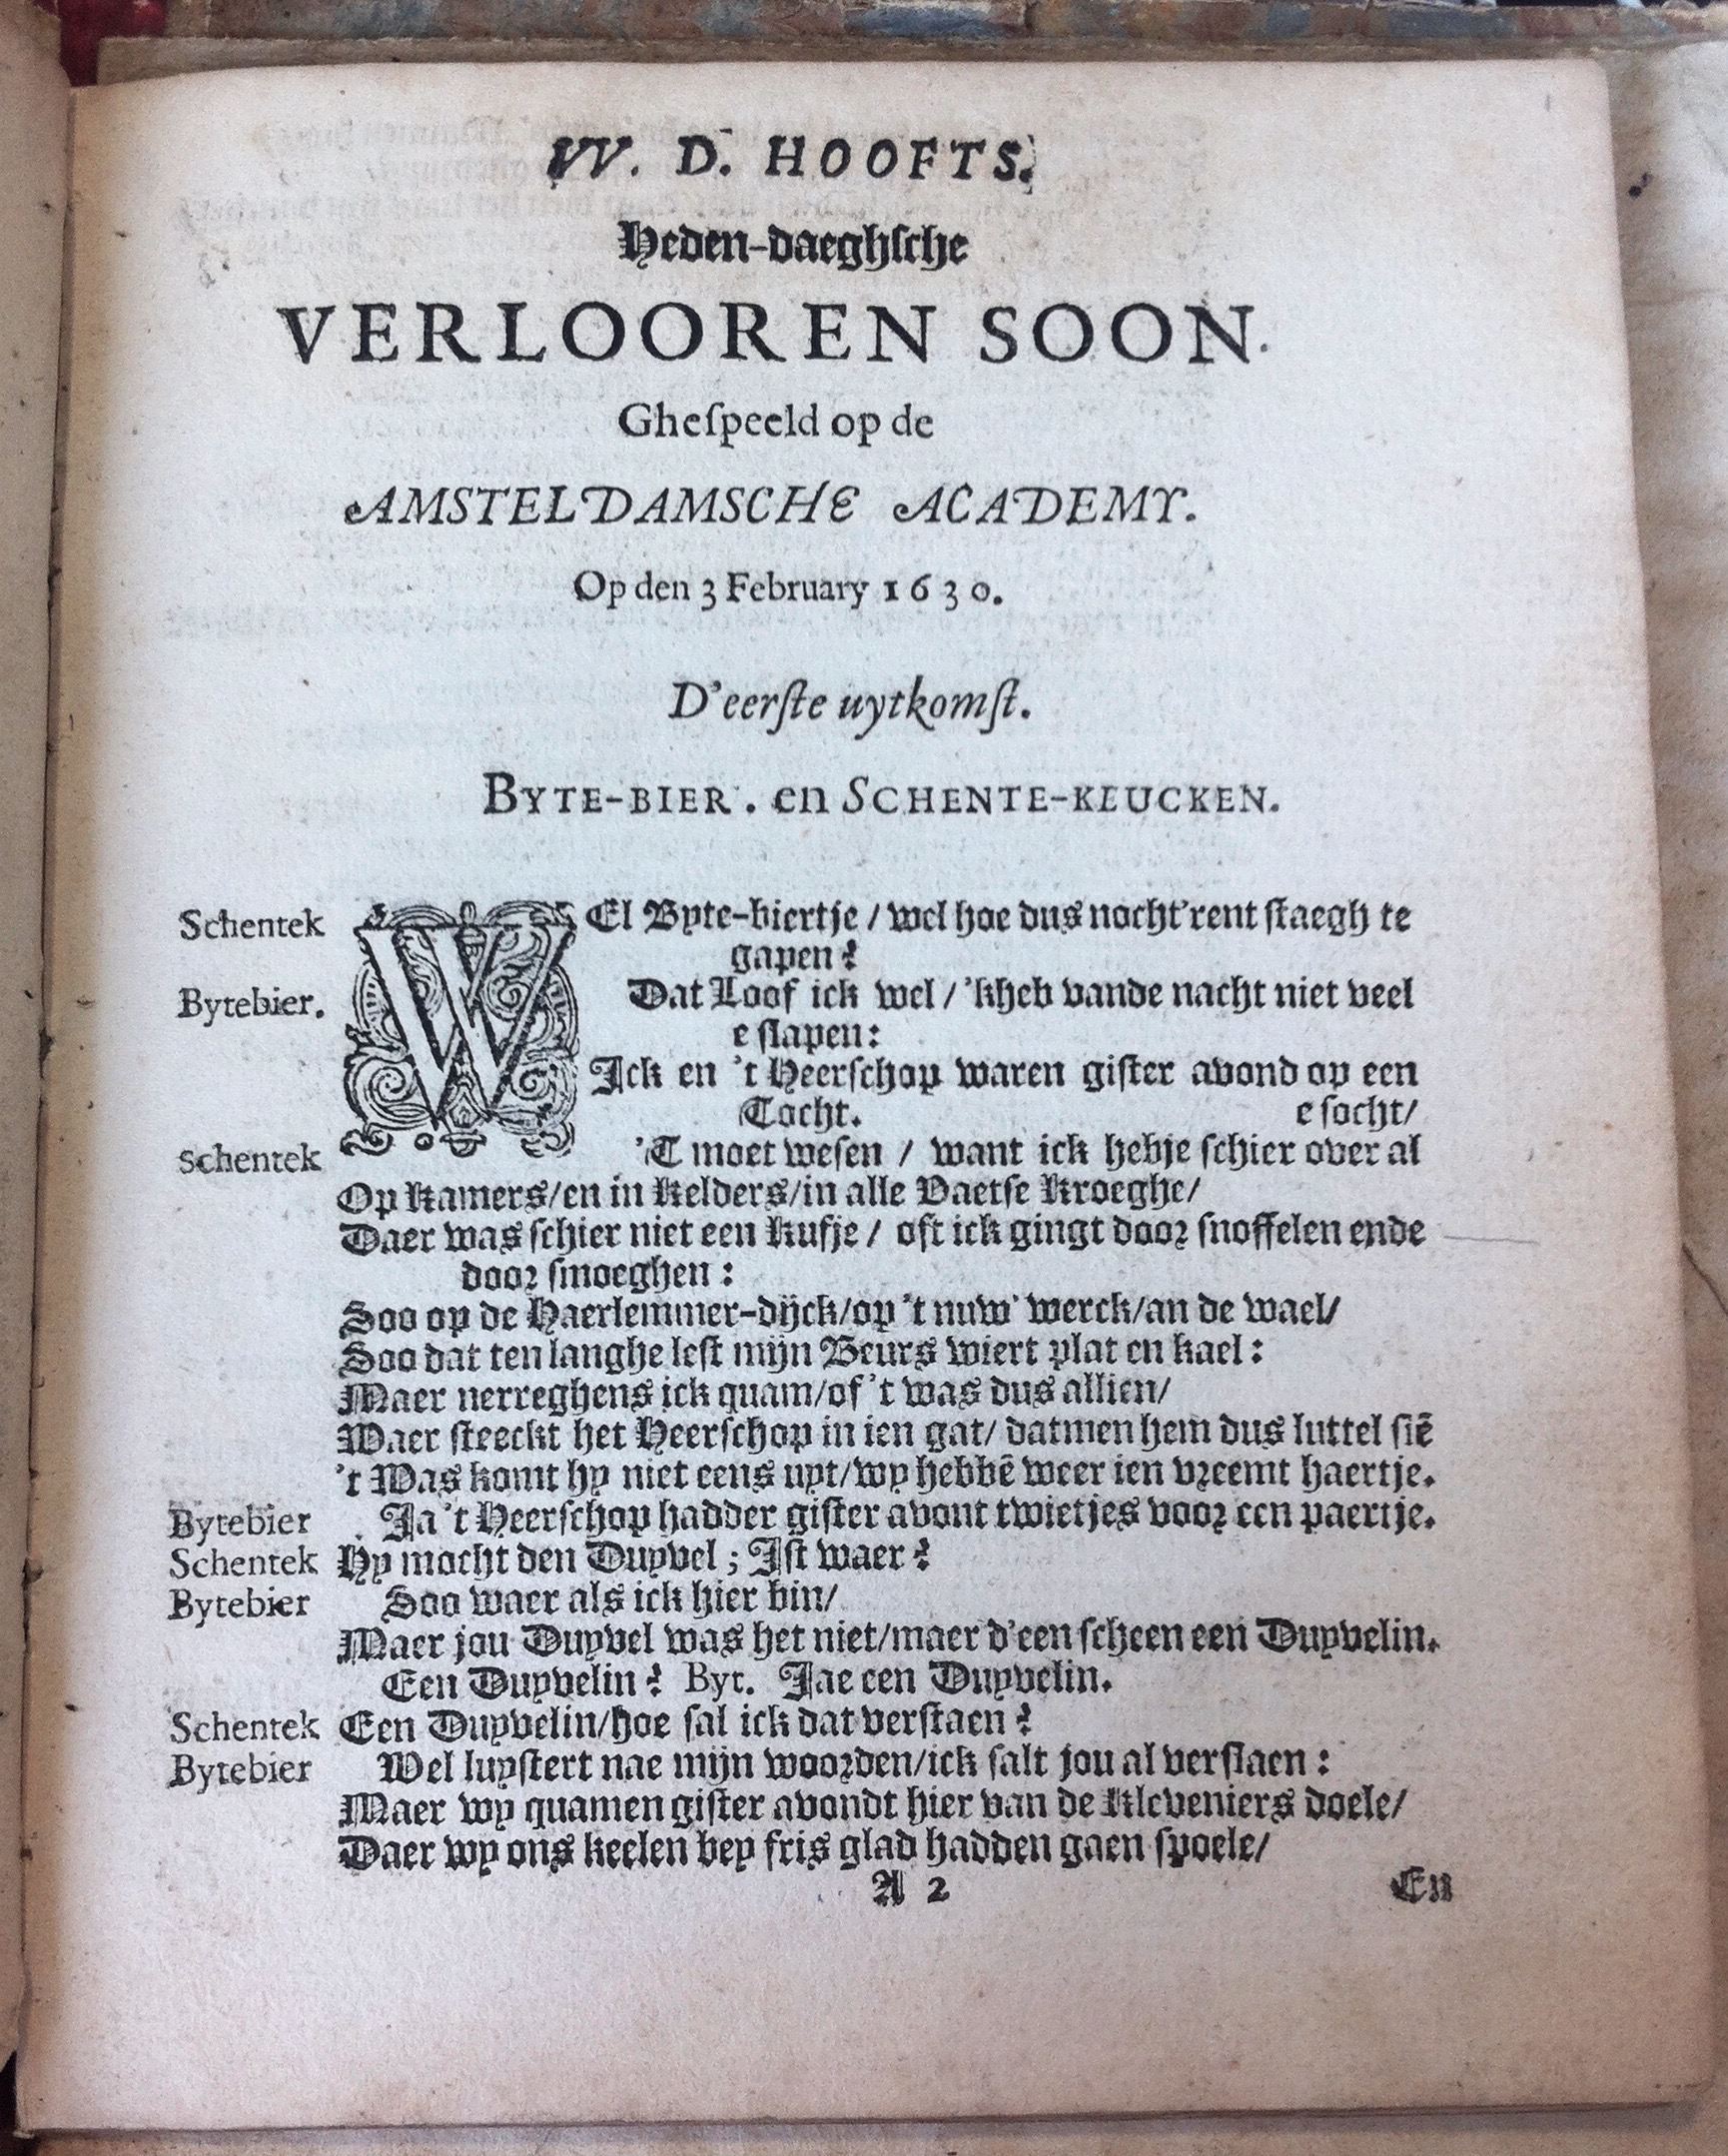 W. D. HOOFTS.
Heden-daeghſche
VERLOOREN SOON.
Gheſpeeld op de
AMSTELDAMSCHE ACADEMY.
Op den 3 February 1630.
D'eerſte uytkomſt.
BYTE-BIER. en SCHENTE-KEUCKEN.
Schentek WEl Byte-biertje / wel hoe dus nocht'rent ſtaegh te
gapen?
Bytebier. Dat Loof ick wel / 'kheb vande nacht niet veel
e ſlapen:
Ick en 't Heerſchop waren giſter avond op een
Tocht. e ſocht/
Schentek 'T moet weſen / want ick hebje ſchier over al
Op Kamers/en in Kelders/in alle Vaetſe Kroeghe/
Daer was ſchier niet een Kufje / oft ick gingt door ſnoffelen ende
door ſmoeghen:
Soo op de Haerlemmer-dijck/op 't nuw' werck/an de wael/
Soo dat ten langhe leſt mijn Beurs wiert plat en kael:
Maer nerreghens ick quam/of 't was dus allien/
Waer ſteeckt het Heerſchop in ien gat/ datmen hem dus luttel ſiē
't Was komt hy niet eens uyt/wy hebbē weer ien vreemt haertje.
Bytebier Ja 't Heerſchop hadder giſter avont twietjes voor een paertje.
Schentek Hy mocht den Duyvel; Iſt waer?
Bytebier Soo waer als ick hier bin/
Maer jou Duyvel was het niet/maer d'een ſcheen een Duyvelin.
Een Duyvelin? Byt. Jae een Duyvelin.
Schentek Een Duyvelin/hoe ſal ick dat verſtaen?
Bytebier Wel luyſtert nae mijn woorden/ick ſalt jou al verſlaen:
Maer wy quamen giſter avondt hier van de Kleveniers doele/
Daer wy ons keelen bey fris glad hadden gaen ſpoele/
A 2 En